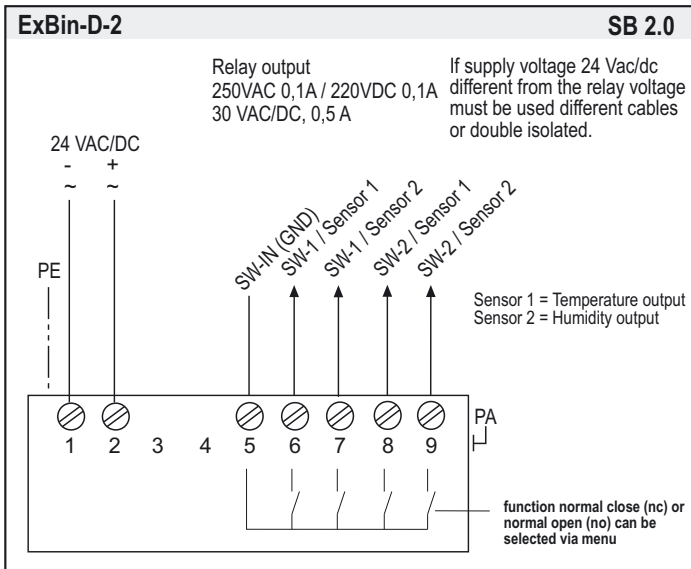 ExBin-D-2
SB 2.0
Relay output
250VAC 0,1A / 220VDC 0,1A
30 VAC/DC, 0,5 A
If supply voltage 24 Vac/dc
different from the relay voltage
must be used different cables
or double isolated.
24 VAC/DC
- +
~ ~
PE
SW-IN (GND)
SW-1 / Sensor 1
SW-1 / Sensor 2
SW-2 / Sensor 1
SW-2 / Sensor 2
Sensor 1 = Temperature output
Sensor 2 = Humidity output
PA
1 2 3 4 5 6 7 8 9
function normal close (nc) or
normal open (no) can be
selected via menu